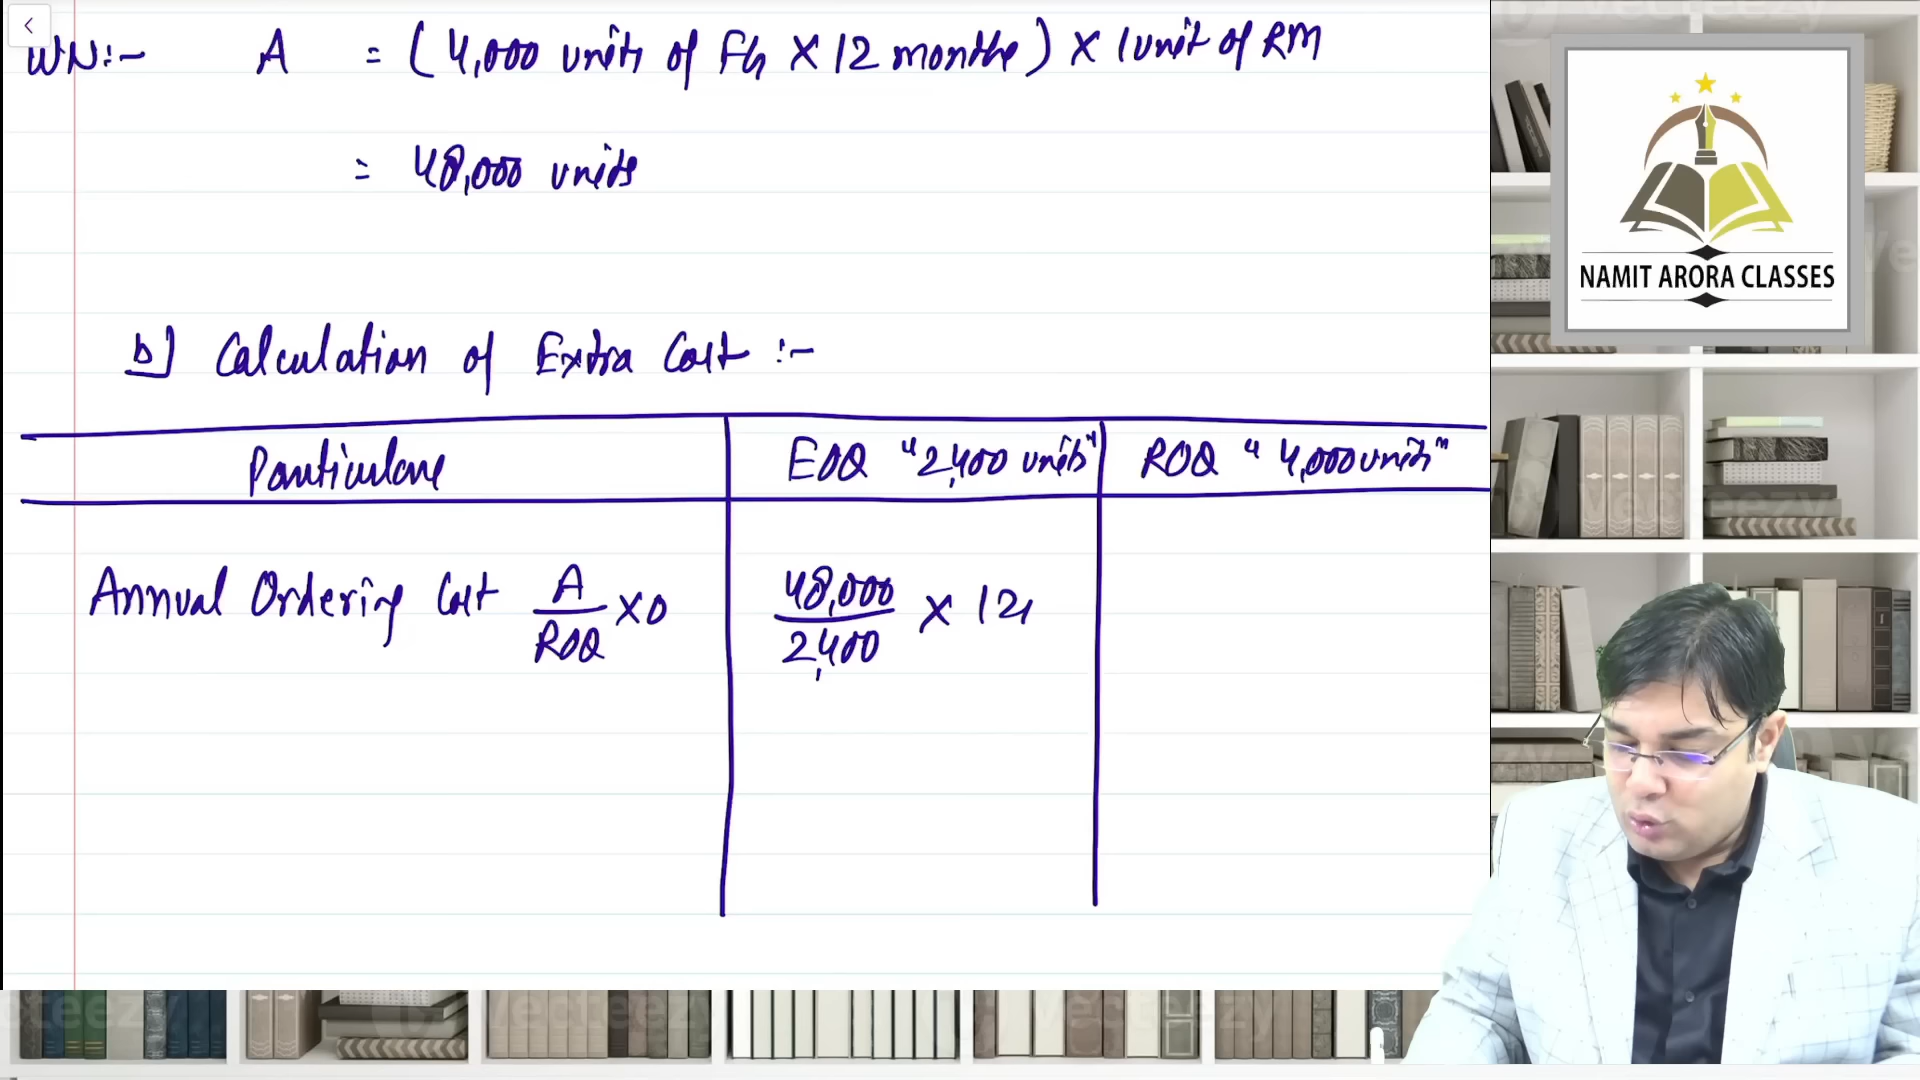 WN:- A = (4,000 units of FG X 12 months) X 1 unit of RM
= 48,000 units
b] Calculation of Extra Cost :-
Particulars EOQ "2,400 units" ROQ "4,000 units"
Annual Ordering Cost A/ROQ X O 48,000/2,400 X 12
NAMIT ARORA CLASSES